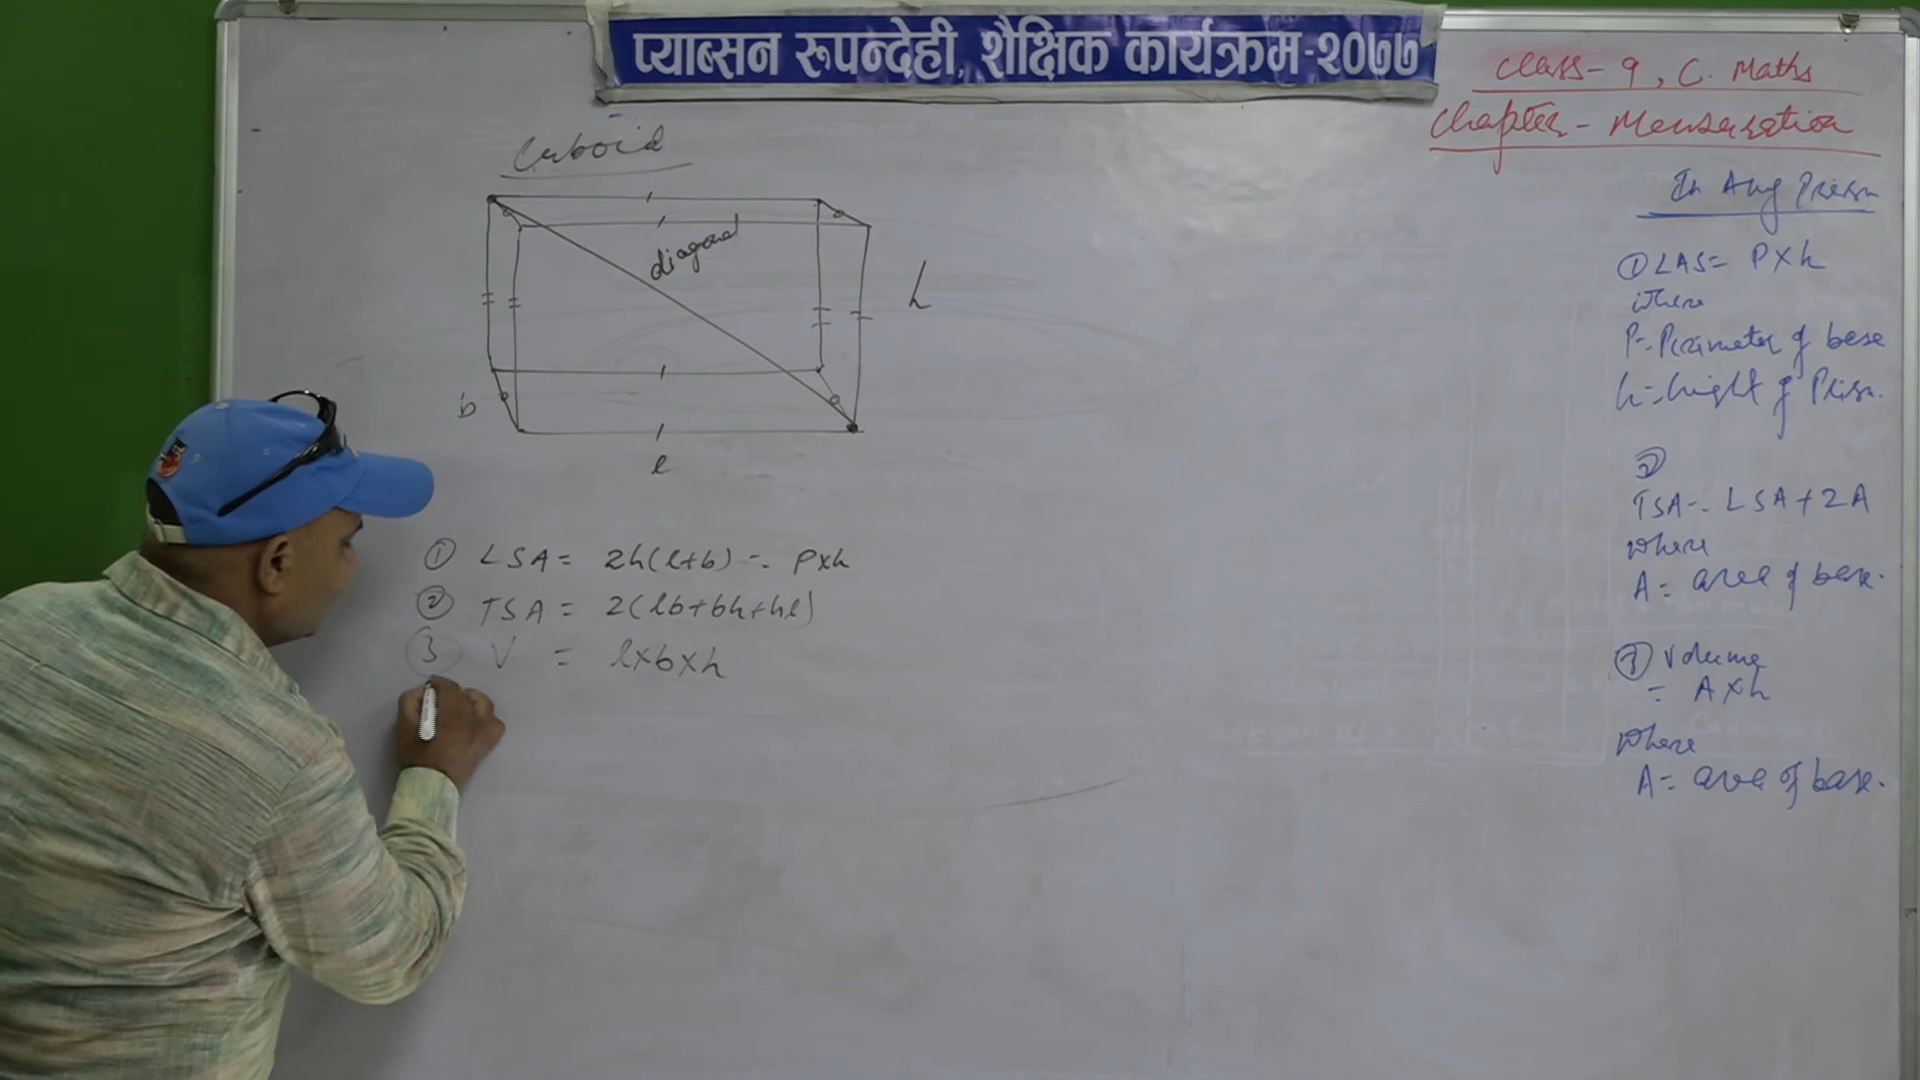 प्याब्सन रूपन्देही, शैक्षिक कार्यक्रम-२०७७
Class-9, C. Maths
Chapter- Mensuration
Cuboid
diagonal
h
b
l
① LSA = 2h(l+b) = P×h
② TSA = 2(lb+bh+hl)
③ V = l×b×h
In Any Prism
① LAS= P×h
where
P= Perimeter of base
h= hight of Prism.
②
TSA= LSA+2A
where
A= area of base.
③ Volume
= A×h
where
A= area of base.